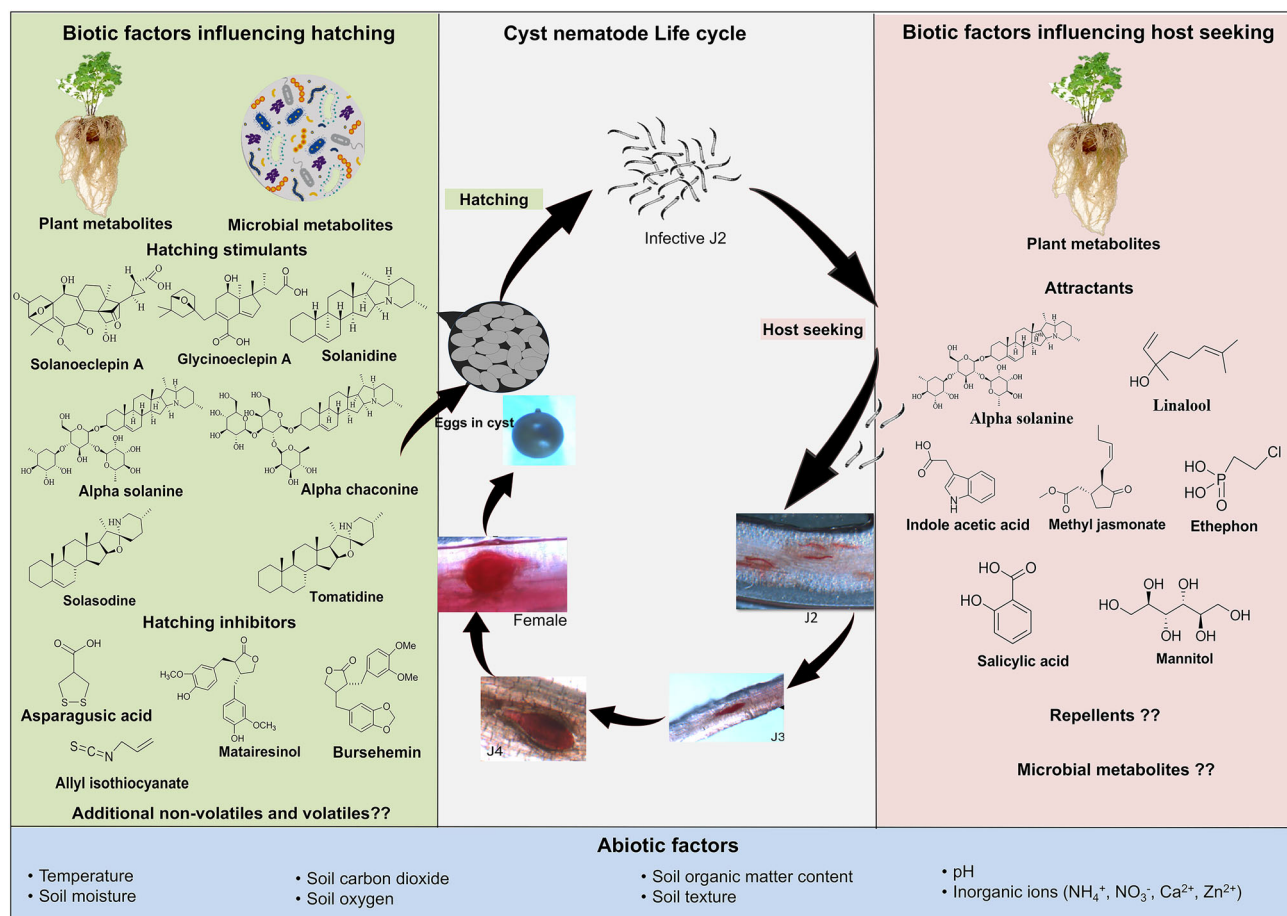 Biotic factors influencing hatching
Plant metabolites
Microbial metabolites
Hatching stimulants
Solanoeclepin A
Glycinoeclepin A
Solanidine
Alpha solanine
Alpha chaconine
Solasodine
Tomatidine
Hatching inhibitors
Asparagusic acid
Matairesinol
Bursehemin
Allyl isothiocyanate
Additional non-volatiles and volatiles??
Cyst nematode Life cycle
Hatching
Infective J2
Host seeking
Eggs in cyst
J2
J3
J4
Female
Biotic factors influencing host seeking
Plant metabolites
Attractants
Alpha solanine
Linalool
Indole acetic acid
Methyl jasmonate
Ethephon
Salicylic acid
Mannitol
Repellents ??
Microbial metabolites ??
Abiotic factors
• Temperature
• Soil moisture
• Soil carbon dioxide
• Soil oxygen
• Soil organic matter content
• Soil texture
• pH
• Inorganic ions (NH₄⁺, NO₃⁻, Ca²⁺, Zn²⁺)